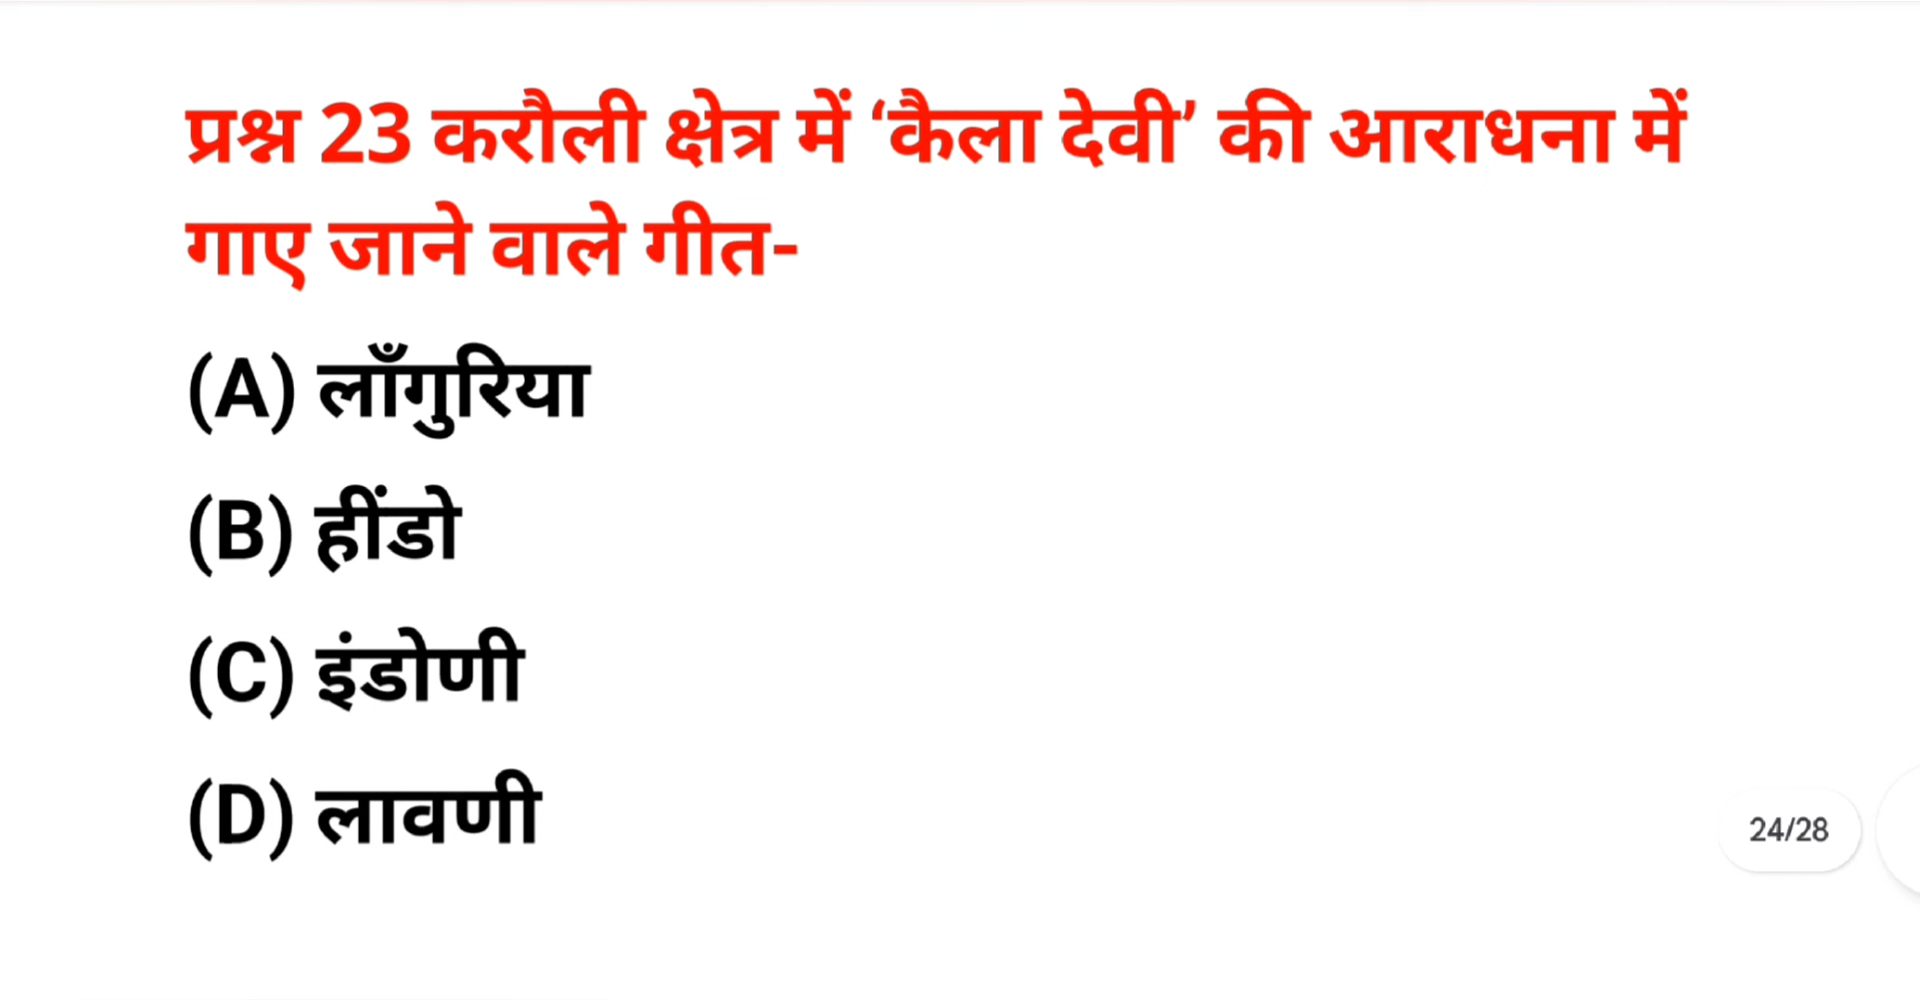 प्रश्न 23 करौली क्षेत्र में ‘कैला देवी’ की आराधना में
गाए जाने वाले गीत-
(A) लाँगुरिया
(B) हींडो
(C) इंडोणी
(D) लावणी
24/28